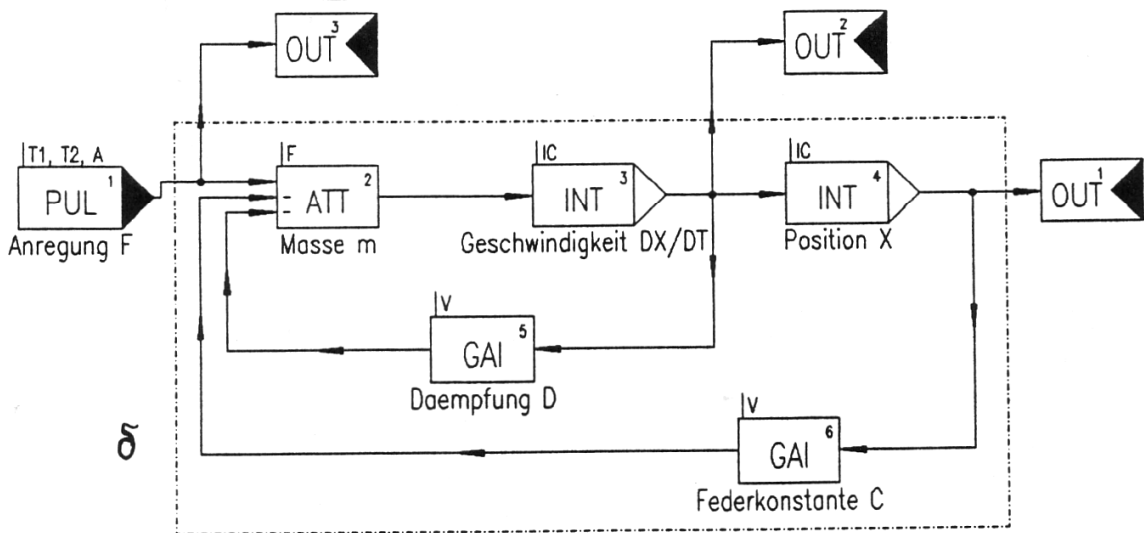 OUT 3
OUT 2
T1, T2, A
PUL 1
Anregung F
F
ATT 2
Masse m
IC
INT 3
Geschwindigkeit DX/DT
IC
INT 4
Position X
OUT 1
V
GAI 5
Daempfung D
V
GAI 6
Federkonstante C
δ